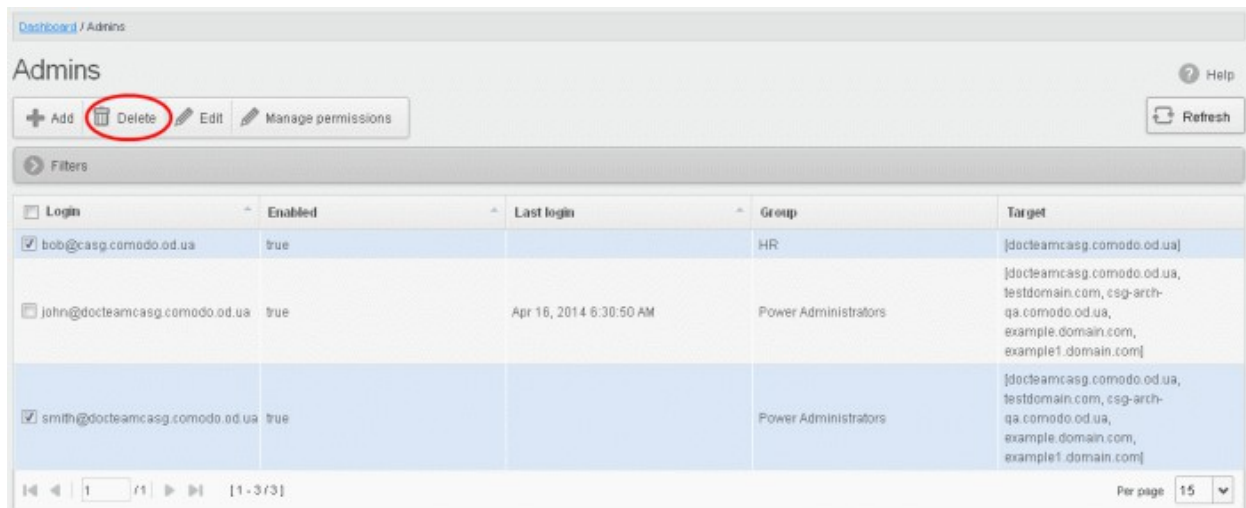 Dashboard / Admins
Admins
Help
Add Delete Edit Manage permissions
Refresh
Filters
Login Enabled Last login Group Target
bob@casg.comodo.od.ua true HR [docteamcasg.comodo.od.ua]
[docteamcasg.comodo.od.ua,
testdomain.com, csg-arch-
john@docteamcasg.comodo.od.ua true Apr 16, 2014 6:30:50 AM Power Administrators qa.comodo.od.ua,
example.domain.com,
example1.domain.com]
[docteamcasg.comodo.od.ua,
testdomain.com, csg-arch-
smith@docteamcasg.comodo.od.ua true Power Administrators qa.comodo.od.ua,
example.domain.com,
example1.domain.com]
1 /1 [1 - 3 / 3] Per page 15